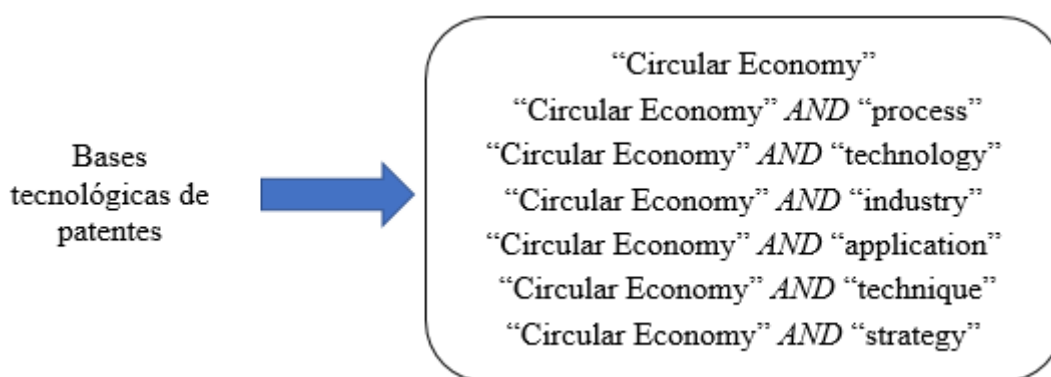 Bases
tecnológicas de
patentes
“Circular Economy”
“Circular Economy” AND “process”
“Circular Economy” AND “technology”
“Circular Economy” AND “industry”
“Circular Economy” AND “application”
“Circular Economy” AND “technique”
“Circular Economy” AND “strategy”